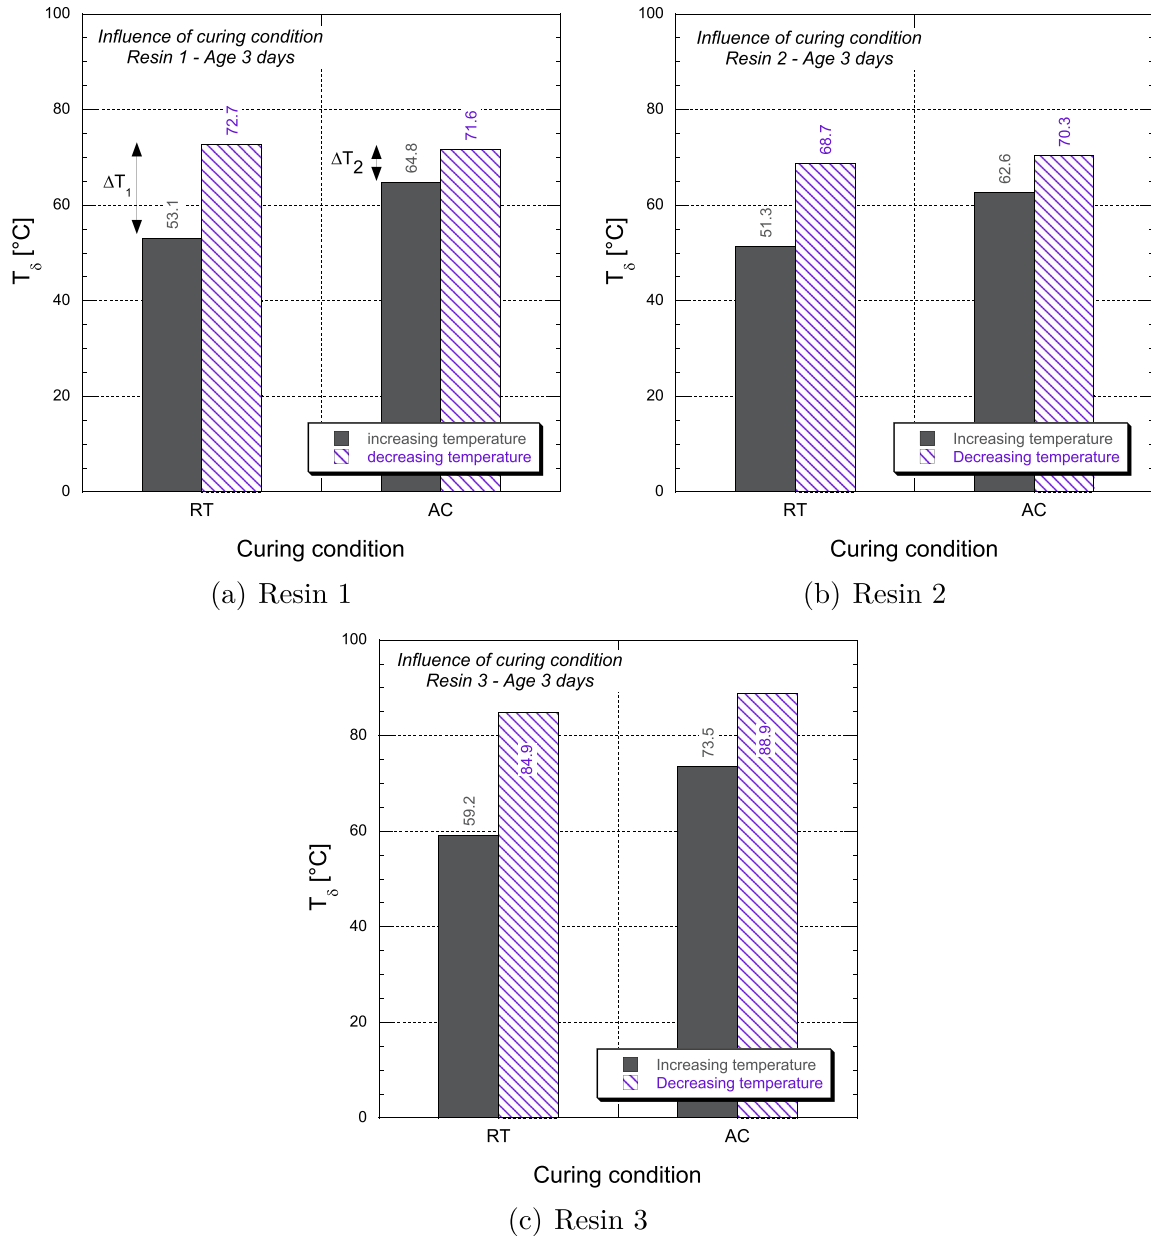 Influence of curing condition
Resin 1 - Age 3 days
100
80
60
40
20
0
T_δ [°C]
ΔT_1
53.1
72.7
ΔT_2
64.8
71.6
increasing temperature
decreasing temperature
RT
AC
Curing condition
(a) Resin 1
Influence of curing condition
Resin 2 - Age 3 days
100
80
60
40
20
0
T_δ [°C]
51.3
68.7
62.6
70.3
Increasing temperature
Decreasing temperature
RT
AC
Curing condition
(b) Resin 2
Influence of curing condition
Resin 3 - Age 3 days
100
80
60
40
20
0
T_δ [°C]
59.2
84.9
73.5
88.9
Increasing temperature
Decreasing temperature
RT
AC
Curing condition
(c) Resin 3